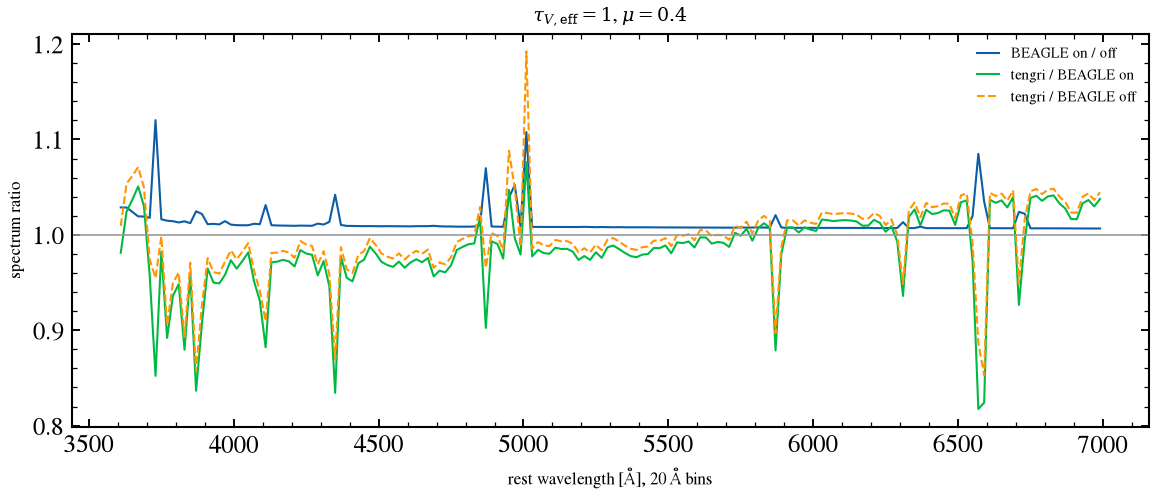 τV,eff = 1, μ = 0.4
BEAGLE on / off
tengri / BEAGLE on
tengri / BEAGLE off
spectrum ratio
1.2
1.1
1.0
0.9
0.8
3500 4000 4500 5000 5500 6000 6500 7000
rest wavelength [Å], 20 Å bins